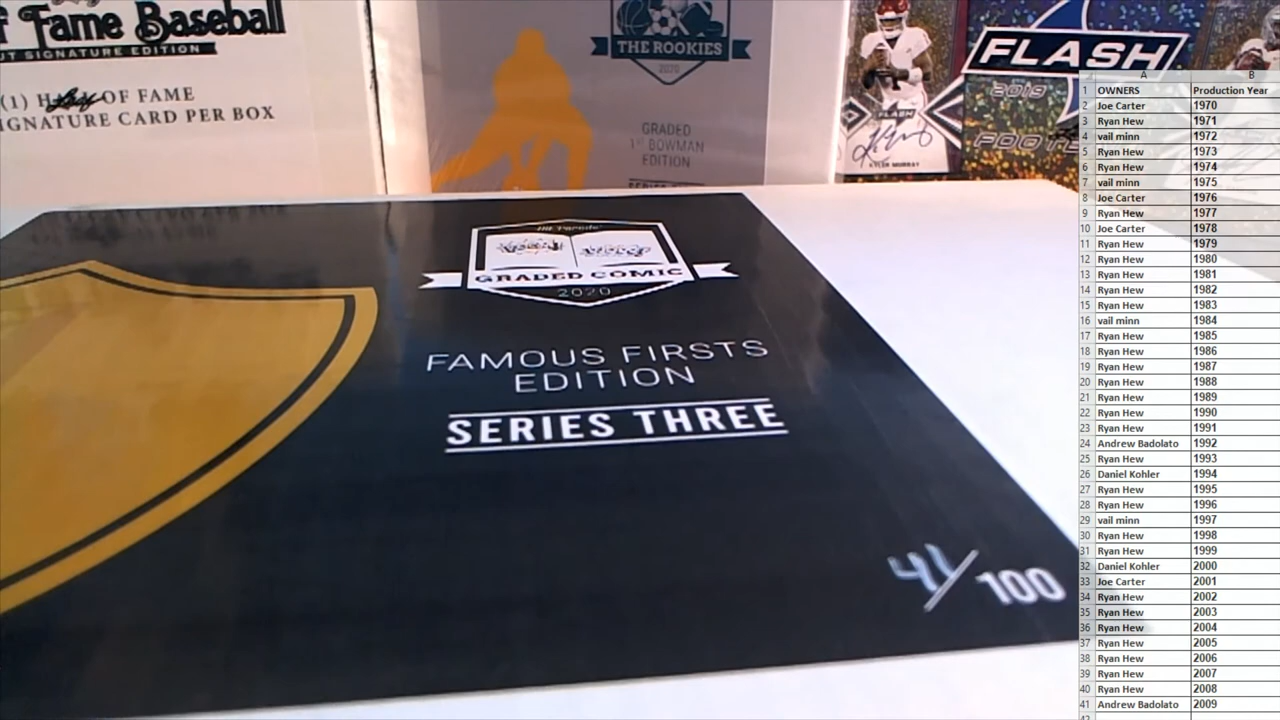 f Fame Baseball
UT SIGNATURE EDITION
(1) H OF FAME
IGNATURE CARD PER BOX
THE ROOKIES
2020
GRADED
1ST BOWMAN
EDITION
FLASH
2019
FOOTB
FLASH
KYLER MURRAY
Hit Parade
GRADED COMIC
2020
FAMOUS FIRSTS
EDITION
SERIES THREE
41/100
A B
1 OWNERS Production Year
2 Joe Carter 1970
3 Ryan Hew 1971
4 vail minn 1972
5 Ryan Hew 1973
6 Ryan Hew 1974
7 vail minn 1975
8 Joe Carter 1976
9 Ryan Hew 1977
10 Joe Carter 1978
11 Ryan Hew 1979
12 Ryan Hew 1980
13 Ryan Hew 1981
14 Ryan Hew 1982
15 Ryan Hew 1983
16 vail minn 1984
17 Ryan Hew 1985
18 Ryan Hew 1986
19 Ryan Hew 1987
20 Ryan Hew 1988
21 Ryan Hew 1989
22 Ryan Hew 1990
23 Ryan Hew 1991
24 Andrew Badolato 1992
25 Ryan Hew 1993
26 Daniel Kohler 1994
27 Ryan Hew 1995
28 Ryan Hew 1996
29 vail minn 1997
30 Ryan Hew 1998
31 Ryan Hew 1999
32 Daniel Kohler 2000
33 Joe Carter 2001
34 Ryan Hew 2002
35 Ryan Hew 2003
36 Ryan Hew 2004
37 Ryan Hew 2005
38 Ryan Hew 2006
39 Ryan Hew 2007
40 Ryan Hew 2008
41 Andrew Badolato 2009